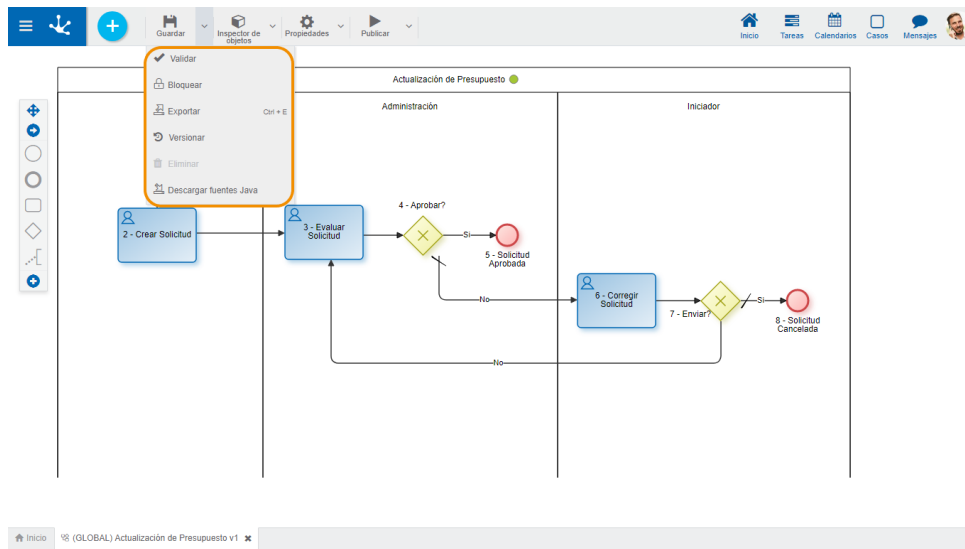 Guardar
Inspector de
objetos
Propiedades
Publicar
Inicio
Tareas
Calendarios
Casos
Mensajes
Validar
Bloquear
Exportar Ctrl + E
Versionar
Eliminar
Descargar fuentes Java
Actualización de Presupuesto
Administración
Iniciador
2 - Crear Solicitud
3 - Evaluar
Solicitud
4 - Aprobar?
Si
5 - Solicitud
Aprobada
No
6 - Corregir
Solicitud
7 - Enviar?
Si
8 - Solicitud
Cancelada
No
Inicio
(GLOBAL) Actualización de Presupuesto v1